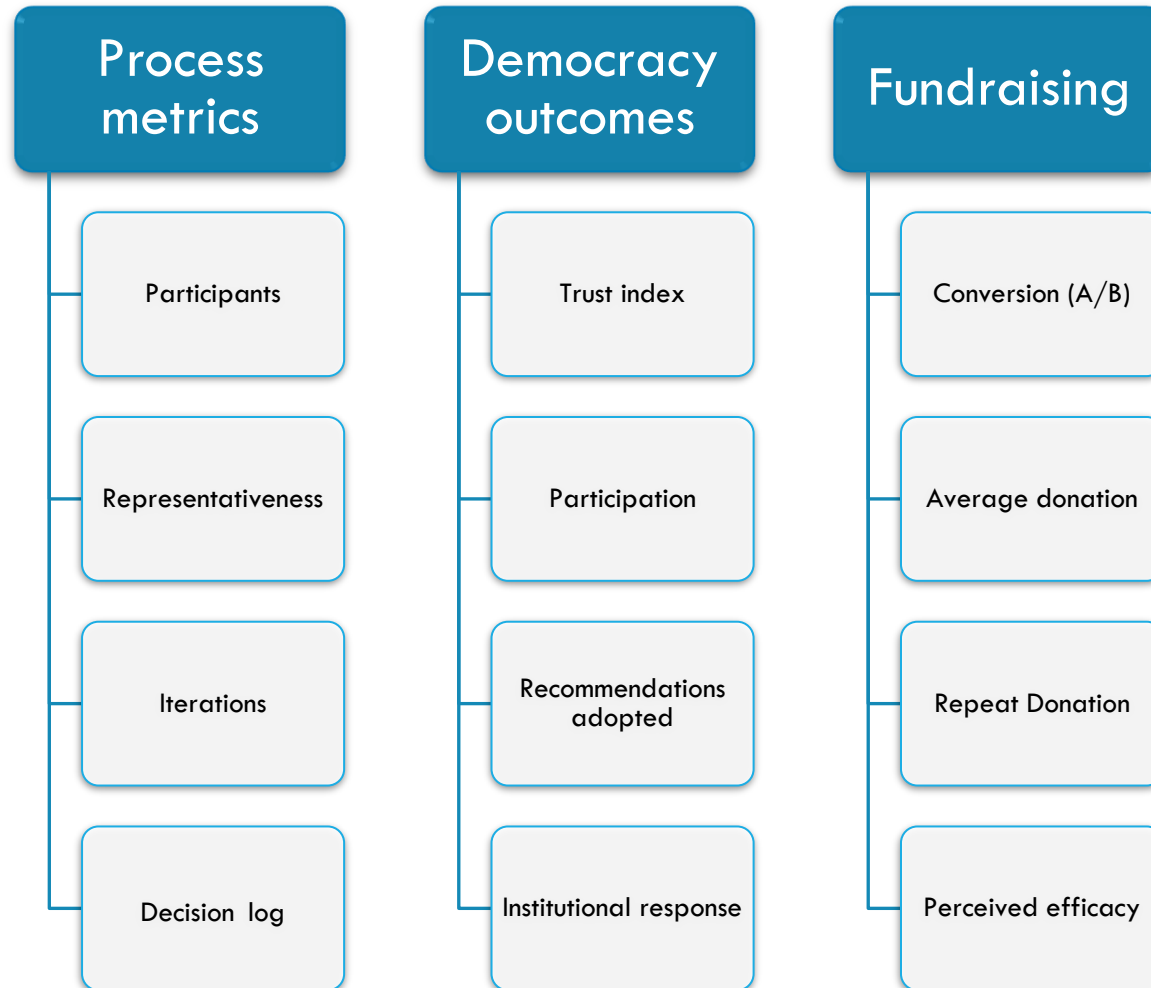 Process
metrics
Participants
Representativeness
Iterations
Decision log
Democracy
outcomes
Trust index
Participation
Recommendations
adopted
Institutional response
Fundraising
Conversion (A/B)
Average donation
Repeat Donation
Perceived efficacy